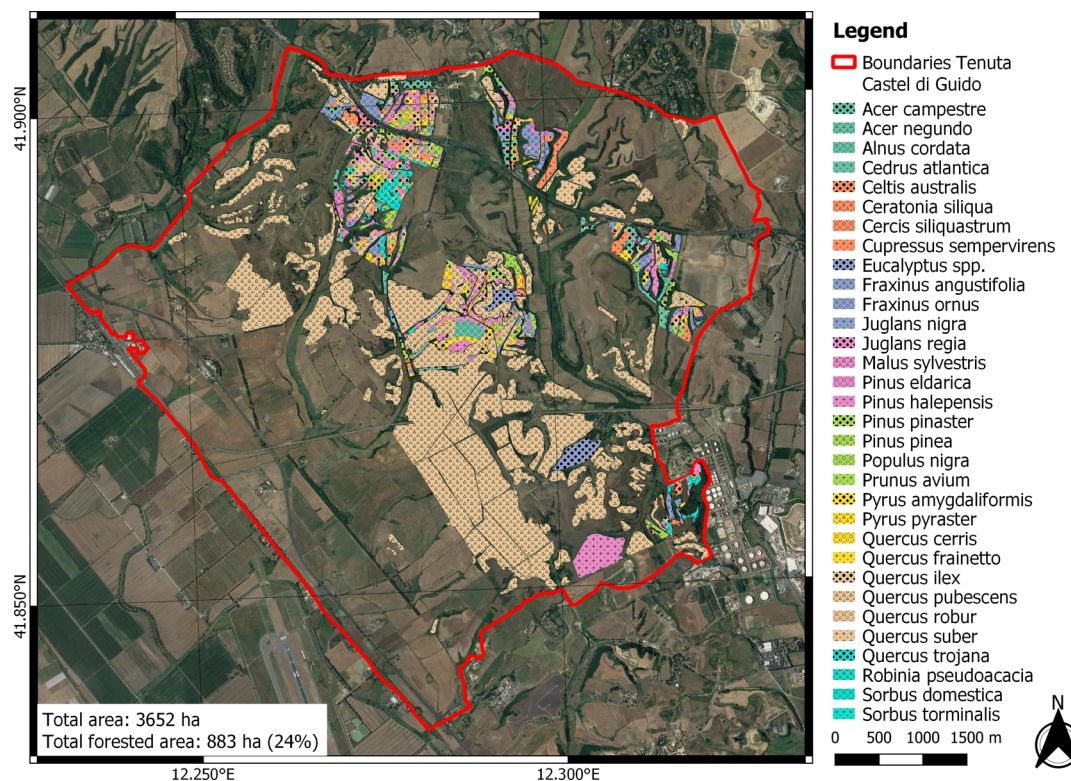 Legend
Boundaries Tenuta
Castel di Guido
Acer campestre
Acer negundo
Alnus cordata
Cedrus atlantica
Celtis australis
Ceratonia siliqua
Cercis siliquastrum
Cupressus sempervirens
Eucalyptus spp.
Fraxinus angustifolia
Fraxinus ornus
Juglans nigra
Juglans regia
Malus sylvestris
Pinus eldarica
Pinus halepensis
Pinus pinaster
Pinus pinea
Populus nigra
Prunus avium
Pyrus amygdaliformis
Pyrus pyraster
Quercus cerris
Quercus frainetto
Quercus ilex
Quercus pubescens
Quercus robur
Quercus suber
Quercus trojana
Robinia pseudoacacia
Sorbus domestica
Sorbus torminalis
0 500 1000 1500 m
N
41.900°N
41.850°N
Total area: 3652 ha
Total forested area: 883 ha (24%)
12.250°E 12.300°E